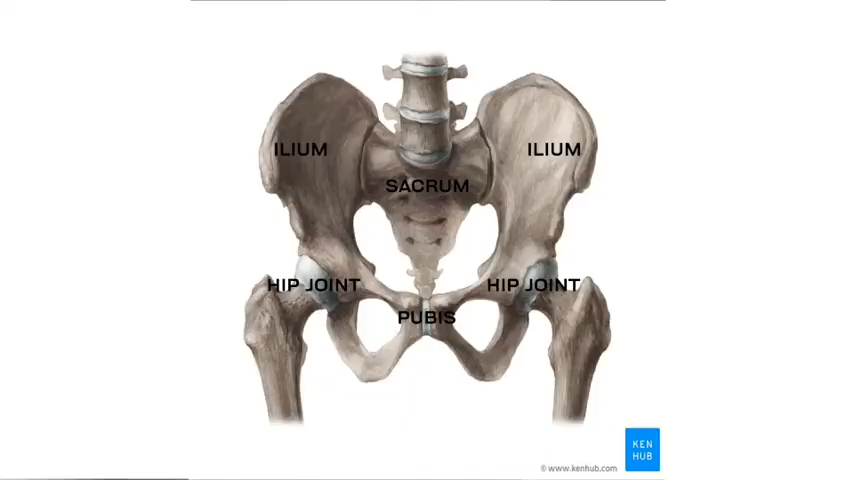 ILIUM
ILIUM
SACRUM
HIP JOINT
HIP JOINT
PUBIS
KEN
HUB
© www.kenhub.com